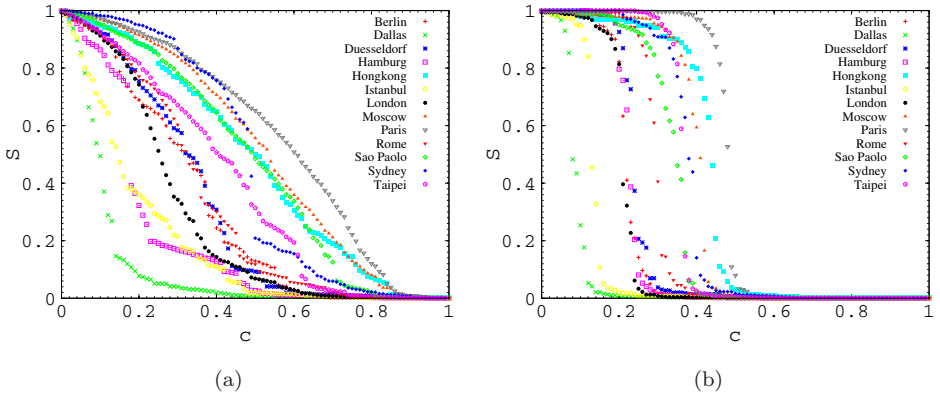 1
0.8
0.6
0.4
0.2
0
S
0 0.2 0.4 0.6 0.8 1
c
Berlin
Dallas
Duesseldorf
Hamburg
Hongkong
Istanbul
London
Moscow
Paris
Rome
Sao Paolo
Sydney
Taipei
(a)
1
0.8
0.6
0.4
0.2
0
S
0 0.2 0.4 0.6 0.8 1
c
Berlin
Dallas
Duesseldorf
Hamburg
Hongkong
Istanbul
London
Moscow
Paris
Rome
Sao Paolo
Sydney
Taipei
(b)